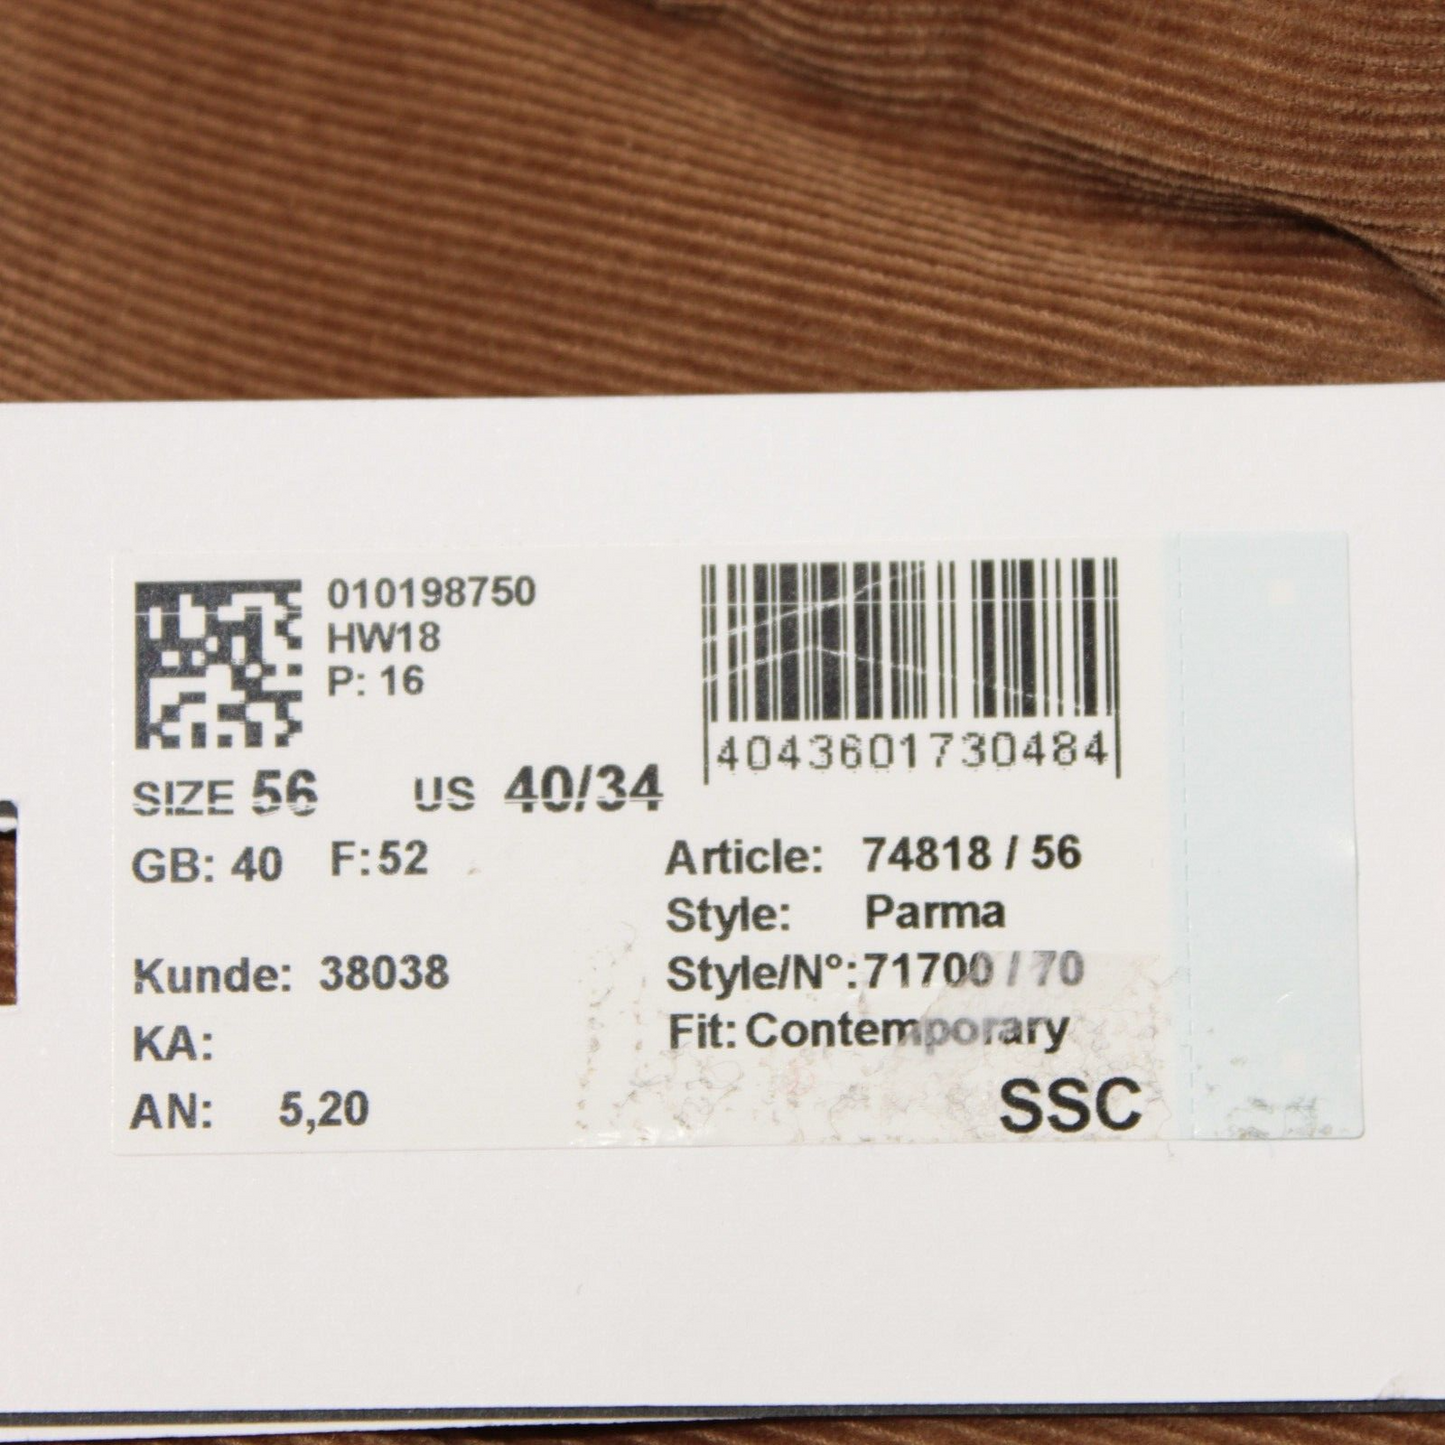 010198750
HW18
P: 16
4043601730484
SIZE 56 US 40/34
GB: 40 F: 52
Article: 74818 / 56
Style: Parma
Kunde: 38038
Style/N°: 71700 / 70
KA:
Fit: Contemporary
AN: 5,20
SSC